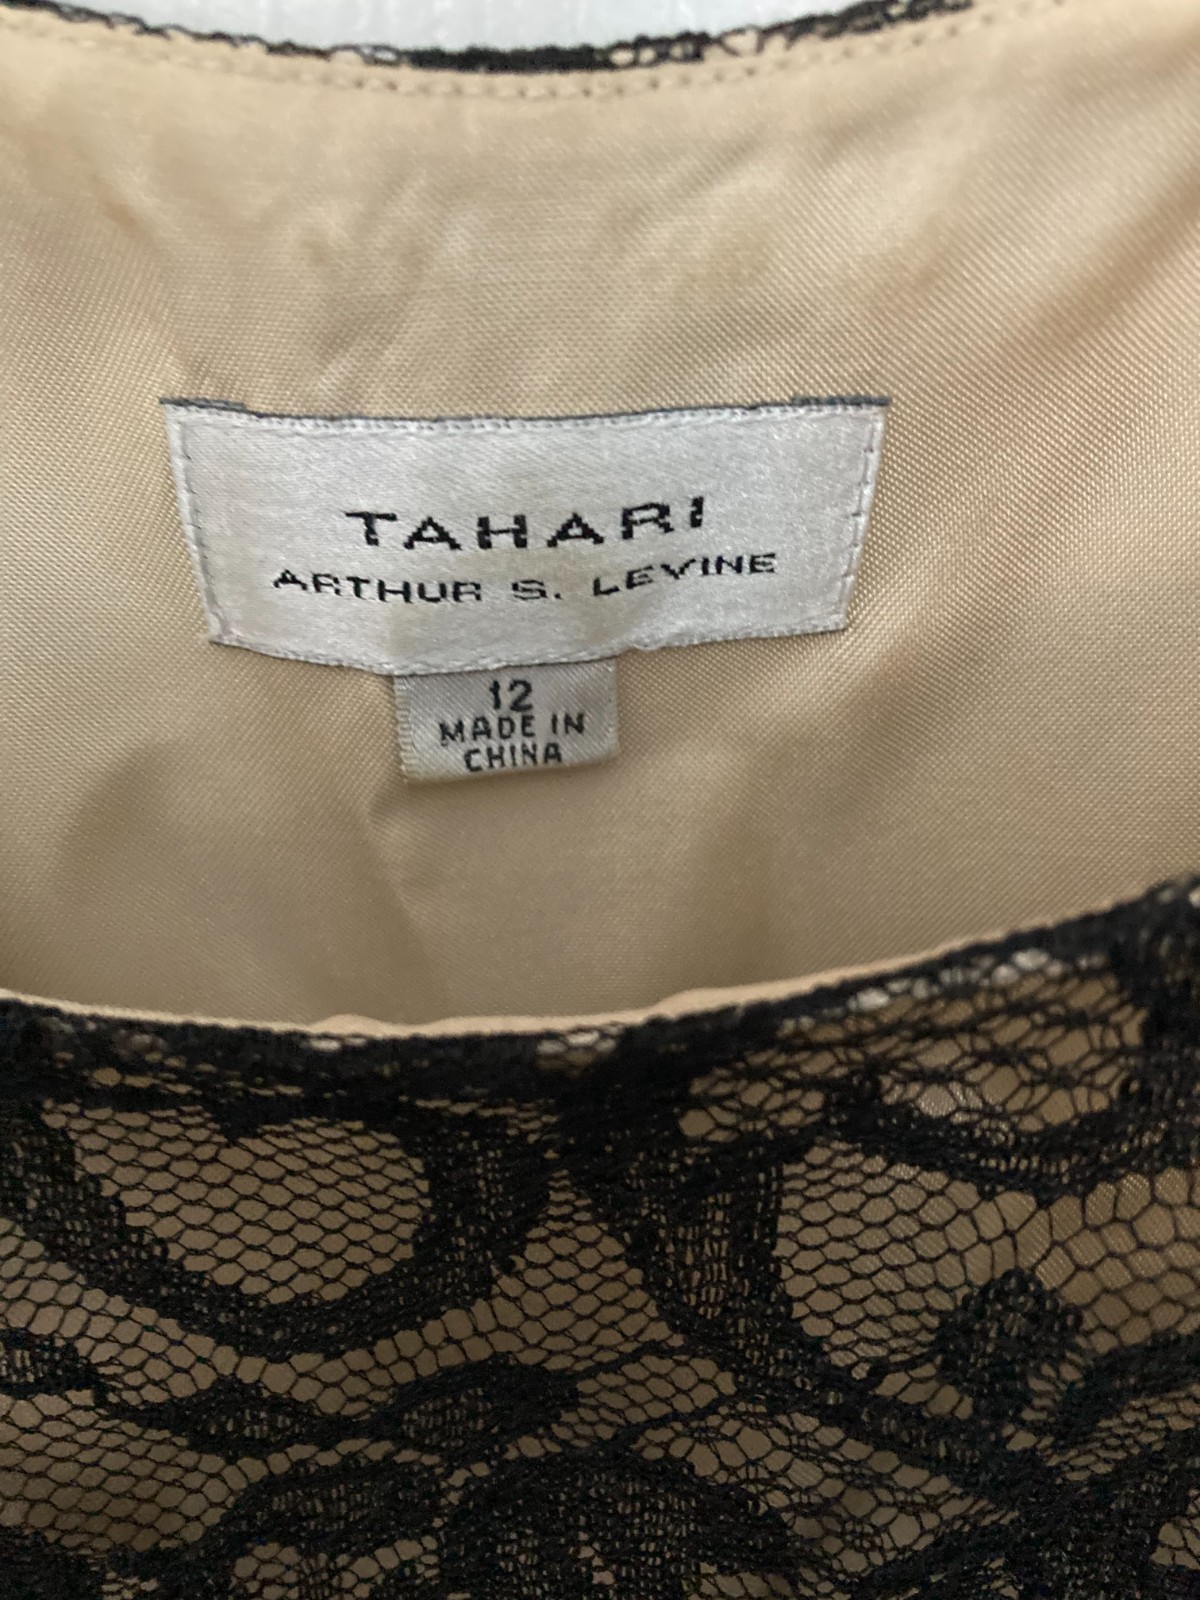 TAHARI
ARTHUR S. LEVINE
12
MADE IN
CHINA